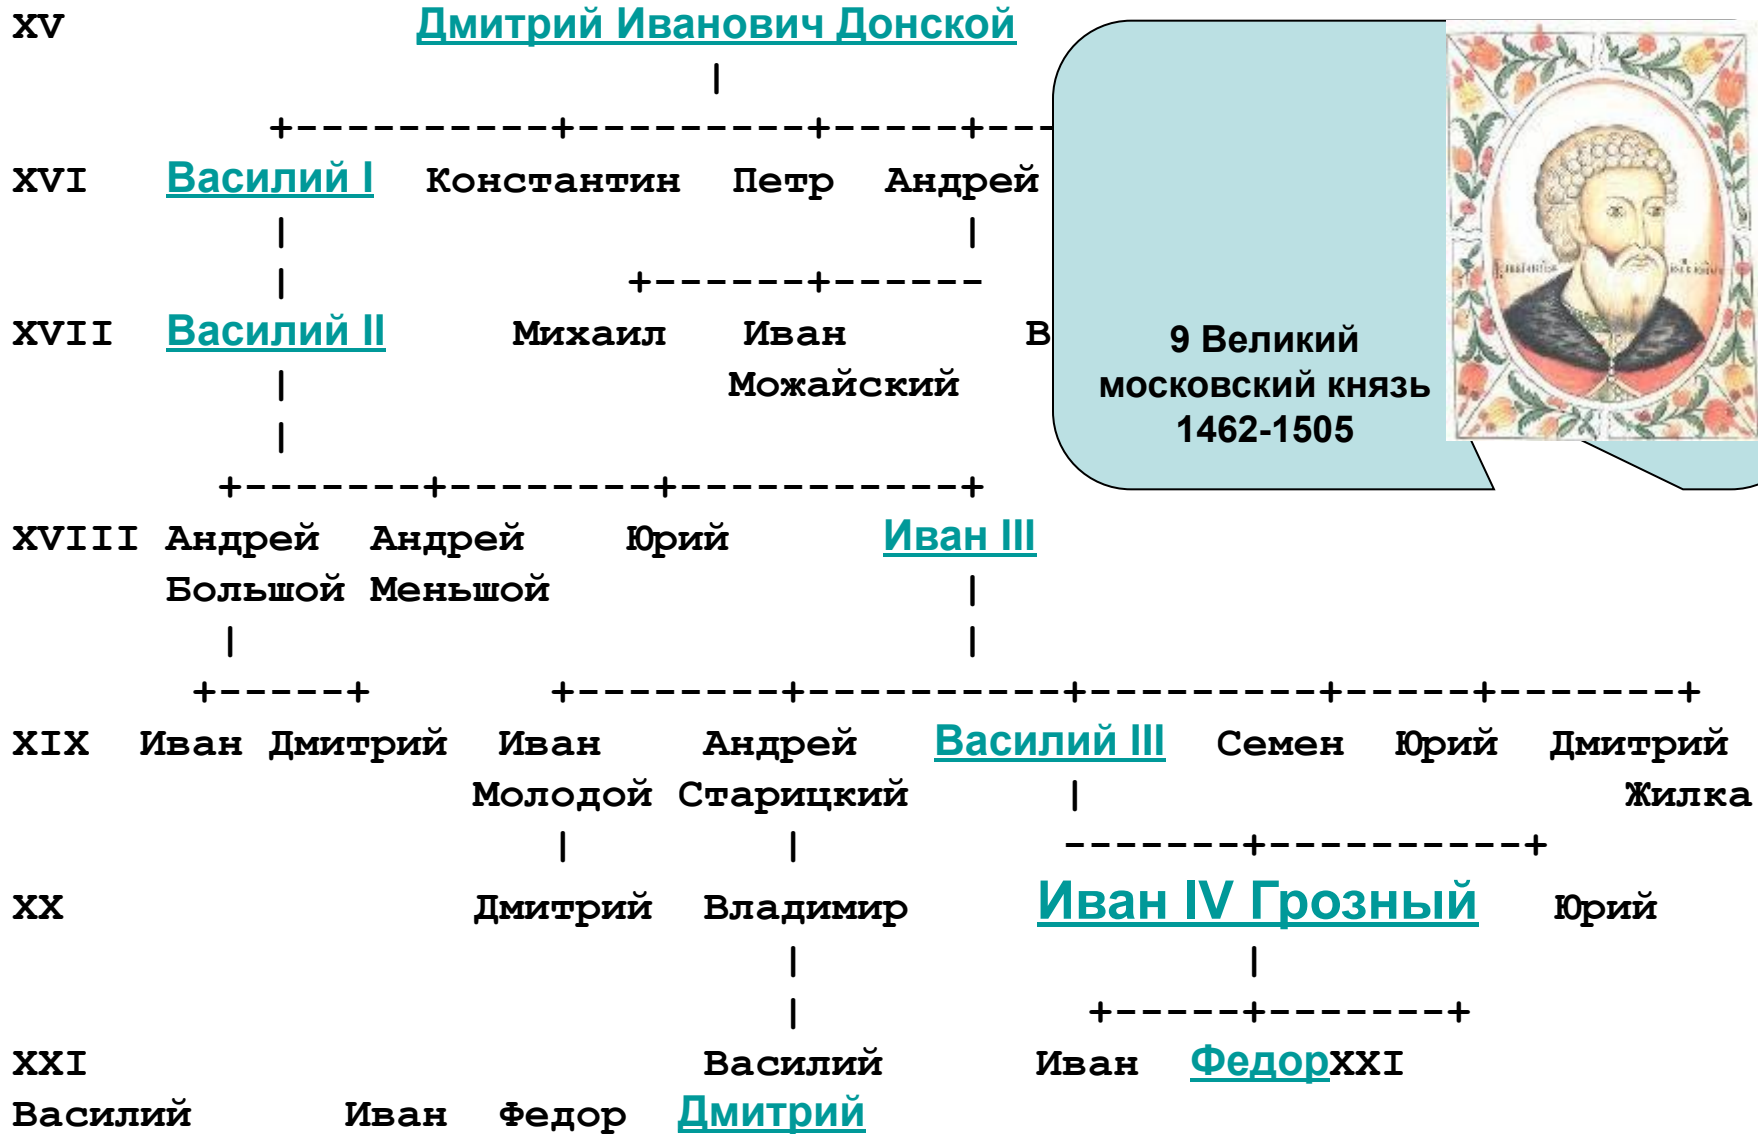 XV Дмитрий Иванович Донской
|
+-----------+----------+------+---
XVI Василий I Константин Петр Андрей
| |
| +-------+------
XVII Василий II Михаил Иван В
| Можайский
|
9 Великий
московский князь
1462-1505
+-------+--------+-----------+
XVIII Андрей Андрей Юрий Иван III
Большой Меньшой |
| |
+-----+ +--------+----------+---------+-----+-------+
XIX Иван Дмитрий Иван Андрей Василий III Семен Юрий Дмитрий
Молодой Старицкий | Жилка
| | -------+----------+
XX Дмитрий Владимир Иван IV Грозный Юрий
| |
| +-----+-------+
XXI Василий Иван ФедорXXI
Василий Иван Федор Дмитрий